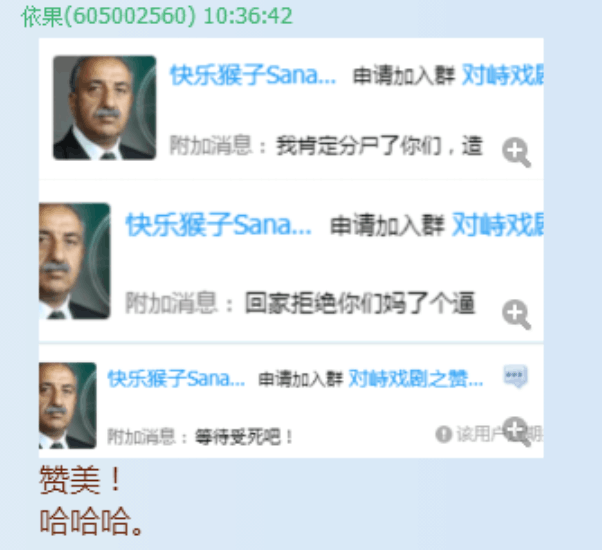 依果(605002560) 10:36:42
快乐猴子Sana... 申请加入群 对峙戏剧
附加消息：我肯定分尸了你们，造
快乐猴子Sana... 申请加入群 对峙戏剧
附加消息：回家拒绝你们妈了个逼
快乐猴子Sana... 申请加入群 对峙戏剧之赞...
附加消息：等待受死吧！ 该用户期
赞美！
哈哈哈。